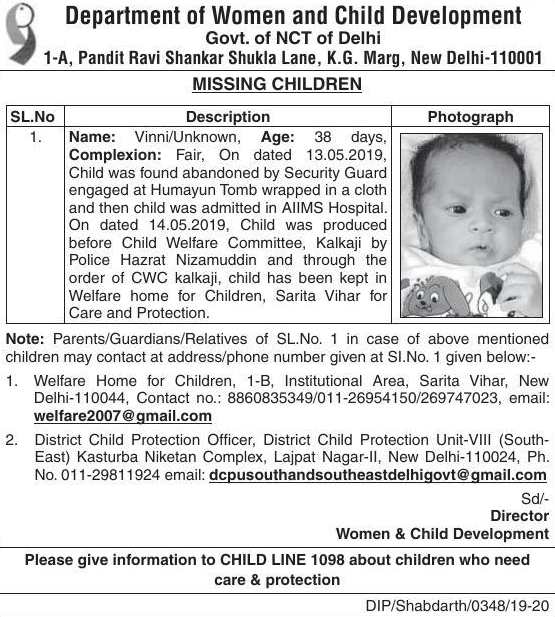 Department of Women and Child Development
Govt. of NCT of Delhi
1-A, Pandit Ravi Shankar Shukla Lane, K.G. Marg, New Delhi-110001
MISSING CHILDREN
SL.No Description Photograph
1. Name: Vinni/Unknown, Age: 38 days,
Complexion: Fair, On dated 13.05.2019,
Child was found abandoned by Security Guard
engaged at Humayun Tomb wrapped in a cloth
and then child was admitted in AIIMS Hospital.
On dated 14.05.2019, Child was produced
before Child Welfare Committee, Kalkaji by
Police Hazrat Nizamuddin and through the
order of CWC kalkaji, child has been kept in
Welfare home for Children, Sarita Vihar for
Care and Protection.
Note: Parents/Guardians/Relatives of SL.No. 1 in case of above mentioned
children may contact at address/phone number given at SI.No. 1 given below:-
1. Welfare Home for Children, 1-B, Institutional Area, Sarita Vihar, New
Delhi-110044, Contact no.: 8860835349/011-26954150/269747023, email:
welfare2007@gmail.com
2. District Child Protection Officer, District Child Protection Unit-VIII (South-
East) Kasturba Niketan Complex, Lajpat Nagar-II, New Delhi-110024, Ph.
No. 011-29811924 email: dcpusouthandsoutheastdelhigovt@gmail.com
Sd/-
Director
Women & Child Development
Please give information to CHILD LINE 1098 about children who need
care & protection
DIP/Shabdarth/0348/19-20